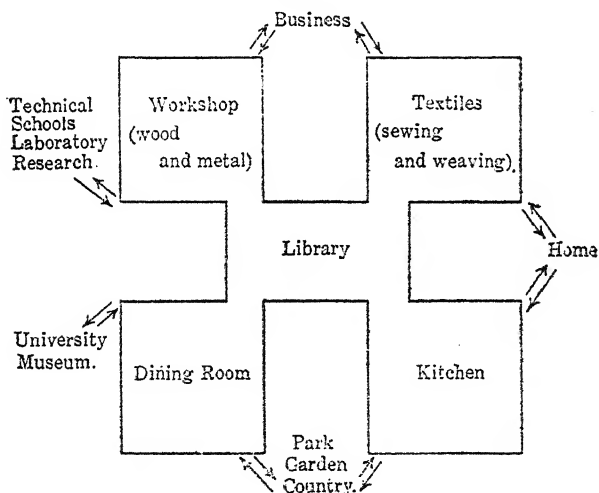 Business
Technical
Schools
Laboratory
Research.
Workshop
(wood
and metal)
Textiles
(sewing
and weaving).
Library
Home
University
Museum.
Dining Room
Kitchen
Park
Garden
Country.